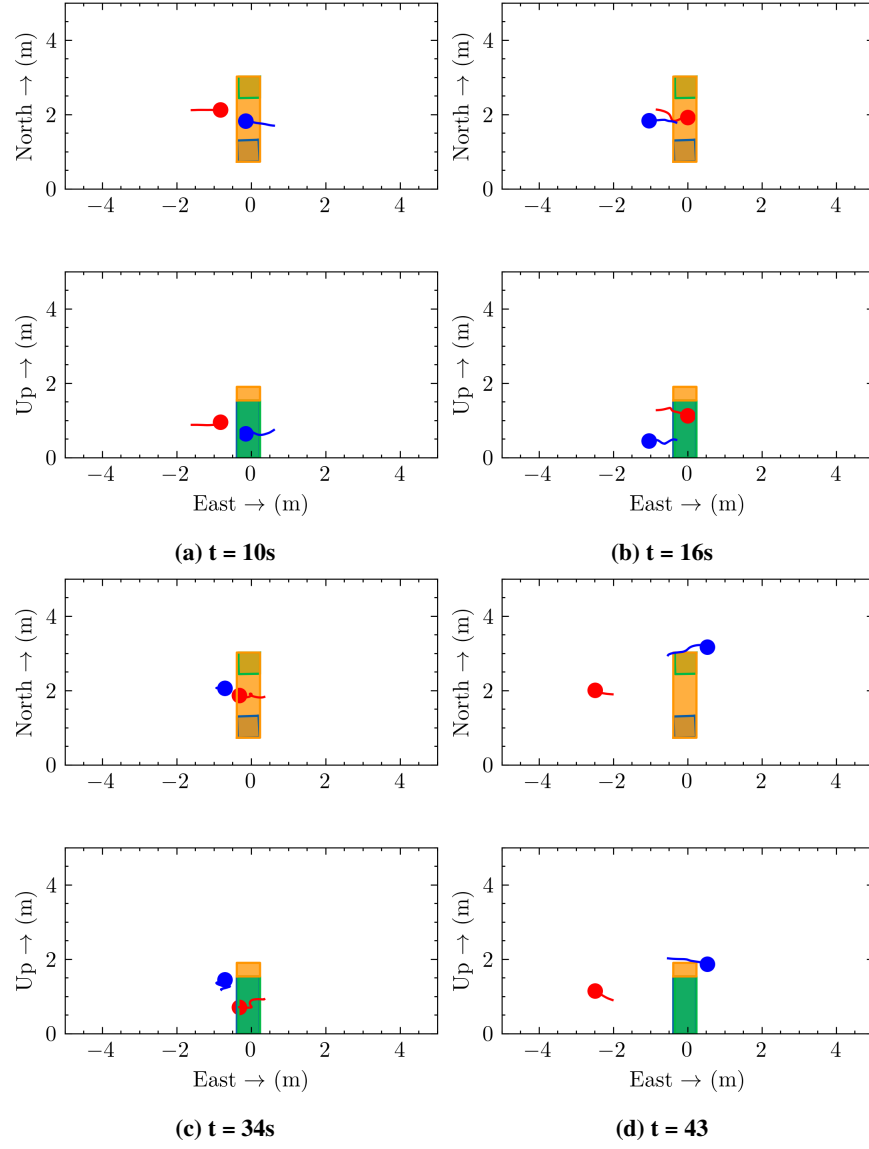 North → (m)
4
2
0
−4 −2 0 2 4
North → (m)
4
2
0
−4 −2 0 2 4
Up → (m)
4
2
0
−4 −2 0 2 4
East → (m)
(a) t = 10s
Up → (m)
4
2
0
−4 −2 0 2 4
East → (m)
(b) t = 16s
North → (m)
4
2
0
−4 −2 0 2 4
North → (m)
4
2
0
−4 −2 0 2 4
Up → (m)
4
2
0
−4 −2 0 2 4
East → (m)
(c) t = 34s
Up → (m)
4
2
0
−4 −2 0 2 4
East → (m)
(d) t = 43